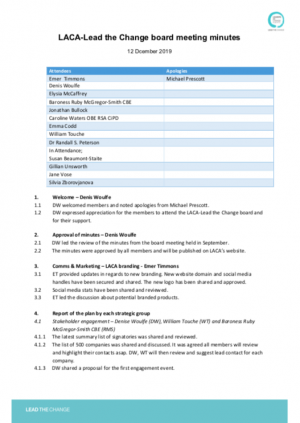 LACA-Lead the Change board meeting minutes
12 Dcember 2019
Attendees Apologies
Emer Timmons Michael Prescott
Denis Woulfe
Elysia McCaffrey
Baroness Ruby McGregor-Smith CBE
Jonathan Bullock
Caroline Waters OBE RSA CIPD
Emma Codd
William Touche
Dr Randall S. Peterson
In Attendance;
Susan Beaumont-Staite
Gillian Unsworth
Jane Vose
Silvia Zborovjanova
1. Welcome – Denis Woulfe
1.1 DW welcomed members and noted apologies from Michael Prescott.
1.2 DW expressed appreciation for the members to attend the LACA-Lead the Change board and
for their support.
2. Approval of minutes – Denis Woulfe
2.1 DW led the review of the minutes from the board meeting held in September.
2.2 The minutes were approved by all members and will be published on LACA's website.
3. Comms & Marketing – LACA branding - Emer Timmons
3.1 ET provided updates in regards to new branding. New website domain and social media
handles have been secured and shared. The new logo has been shared and approved.
3.2 Social media stats have been shared and reviewed.
3.3 ET led the discussion about potential branded products.
4. Report of the plan by each strategic group
4.2 Stakeholder engagement – Denise Woulfe (DW), William Touche (WT) and Baroness Ruby
McGregor-Smith CBE (RMS)
4.1.1 The latest summary list of signatories was shared and reviewed.
4.1.2 The list of 500 companies was shared and discussed. It was agreed all members will review
and highlight their contacts asap. DW, WT will then review and suggest lead contact for each
company.
4.1.3 DW shared a proposal for the first engagement event.
LEAD THE CHANGE